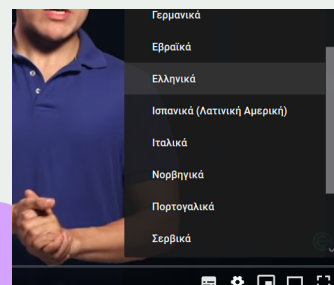 Γερμανικά
Εβραϊκά
Ελληνικά
Ισπανικά (Λατινική Αμερική)
Ιταλικά
Νορβηγικά
Πορτογαλικά
Σερβικά